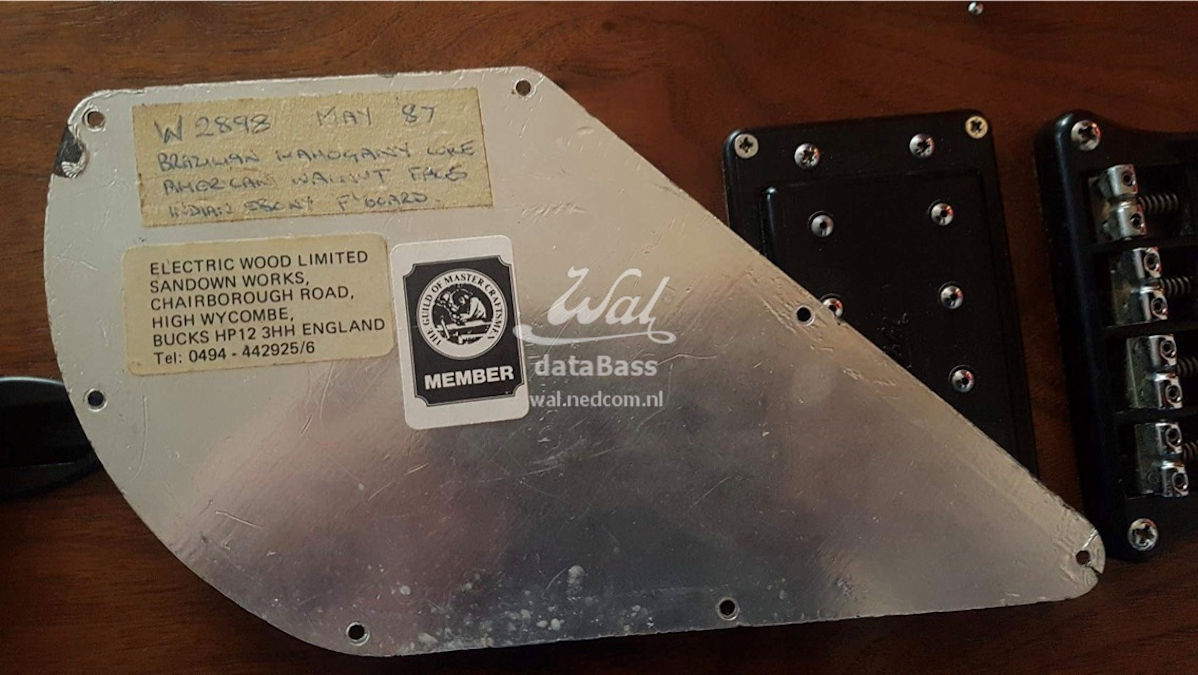 W 2898 MAY '87
BRAZILIAN MAHOGANY CORE
AMERICAN WALNUT FACES
INDIAN EBONY F'BOARD.
ELECTRIC WOOD LIMITED
SANDOWN WORKS,
CHAIRBOROUGH ROAD,
HIGH WYCOMBE,
BUCKS HP12 3HH ENGLAND
Tel: 0494 - 442925/6
THE GUILD OF MASTER CRAFTSMEN
MEMBER
Wal
dataBass
wal.nedcom.nl